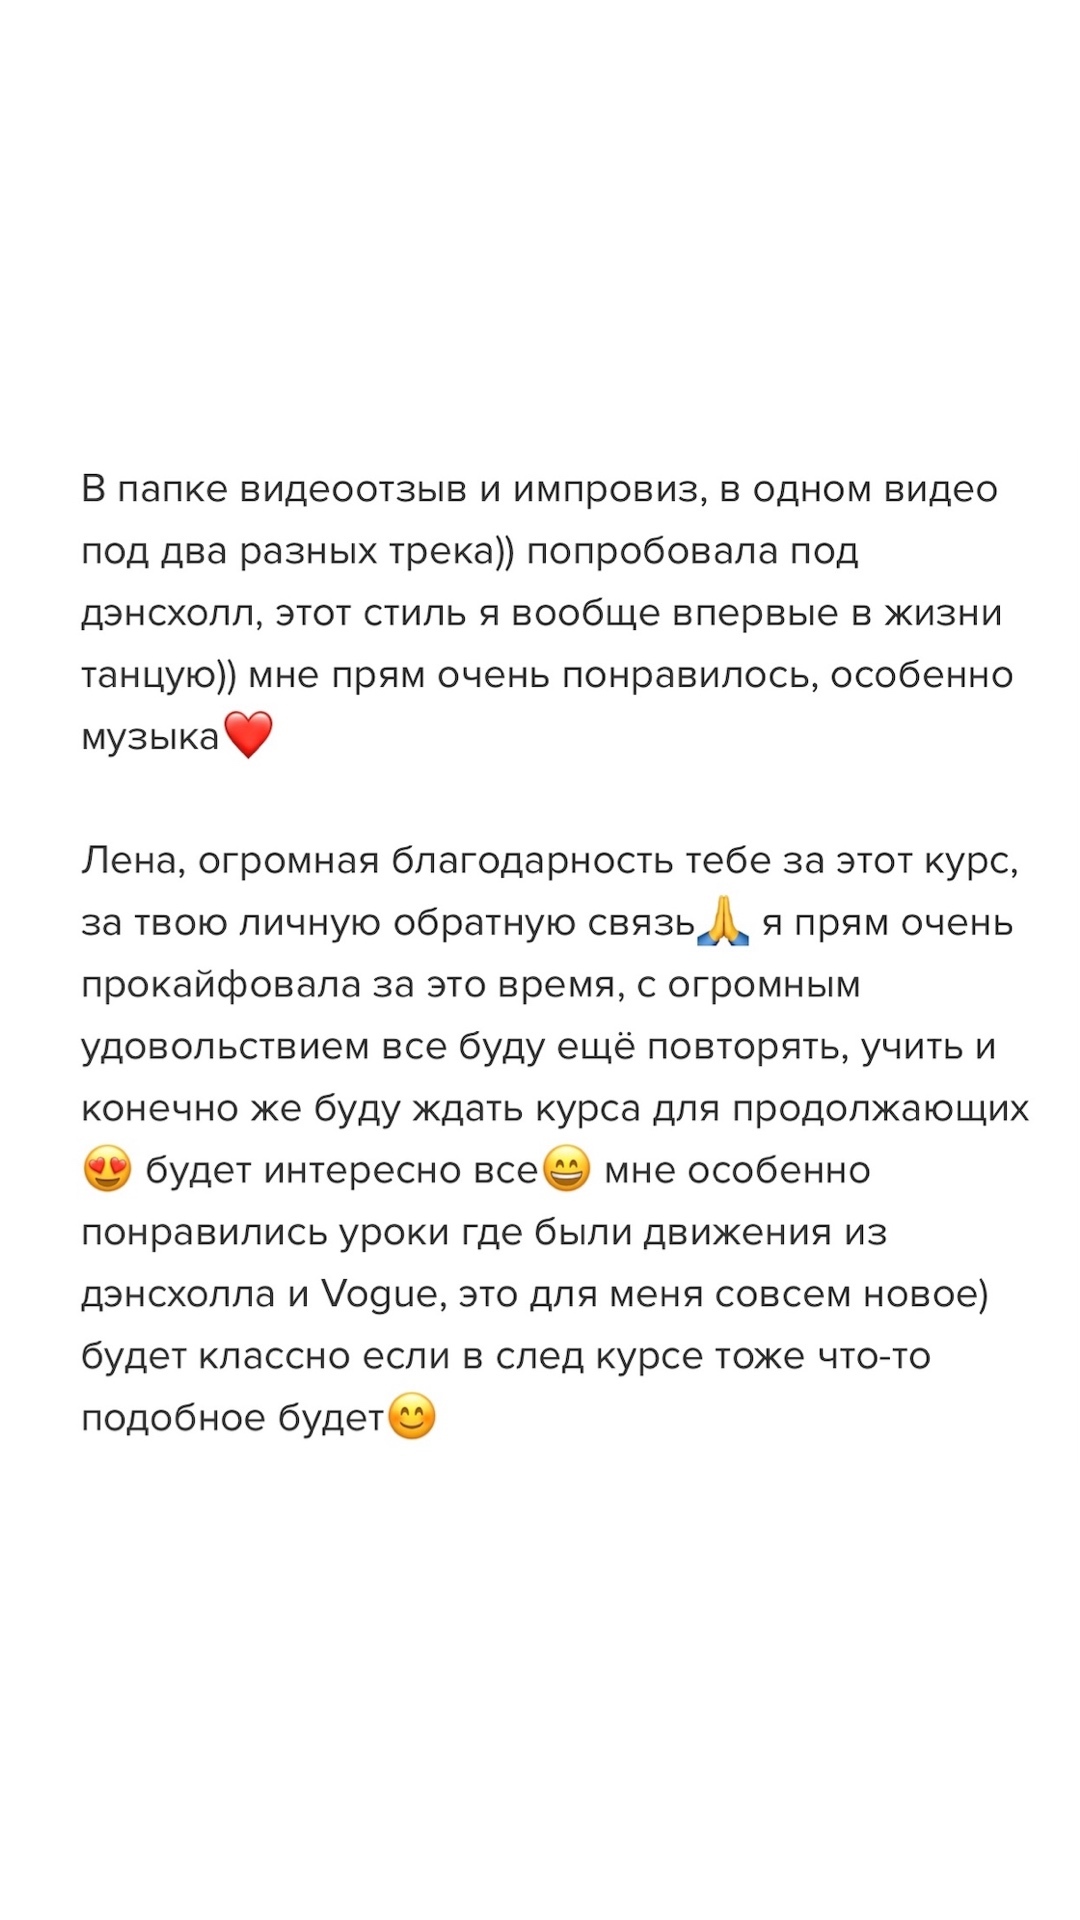 В папке видеоотзыв и импровиз, в одном видео
под два разных трека)) попробовала под
дэнсхолл, этот стиль я вообще впервые в жизни
танцую)) мне прям очень понравилось, особенно
музыка❤️
Лена, огромная благодарность тебе за этот курс,
за твою личную обратную связь🙏 я прям очень
прокайфовала за это время, с огромным
удовольствием все буду ещё повторять, учить и
конечно же буду ждать курса для продолжающих
😍 будет интересно все😄 мне особенно
понравились уроки где были движения из
дэнсхолла и Vogue, это для меня совсем новое)
будет классно если в след курсе тоже что-то
подобное будет😊